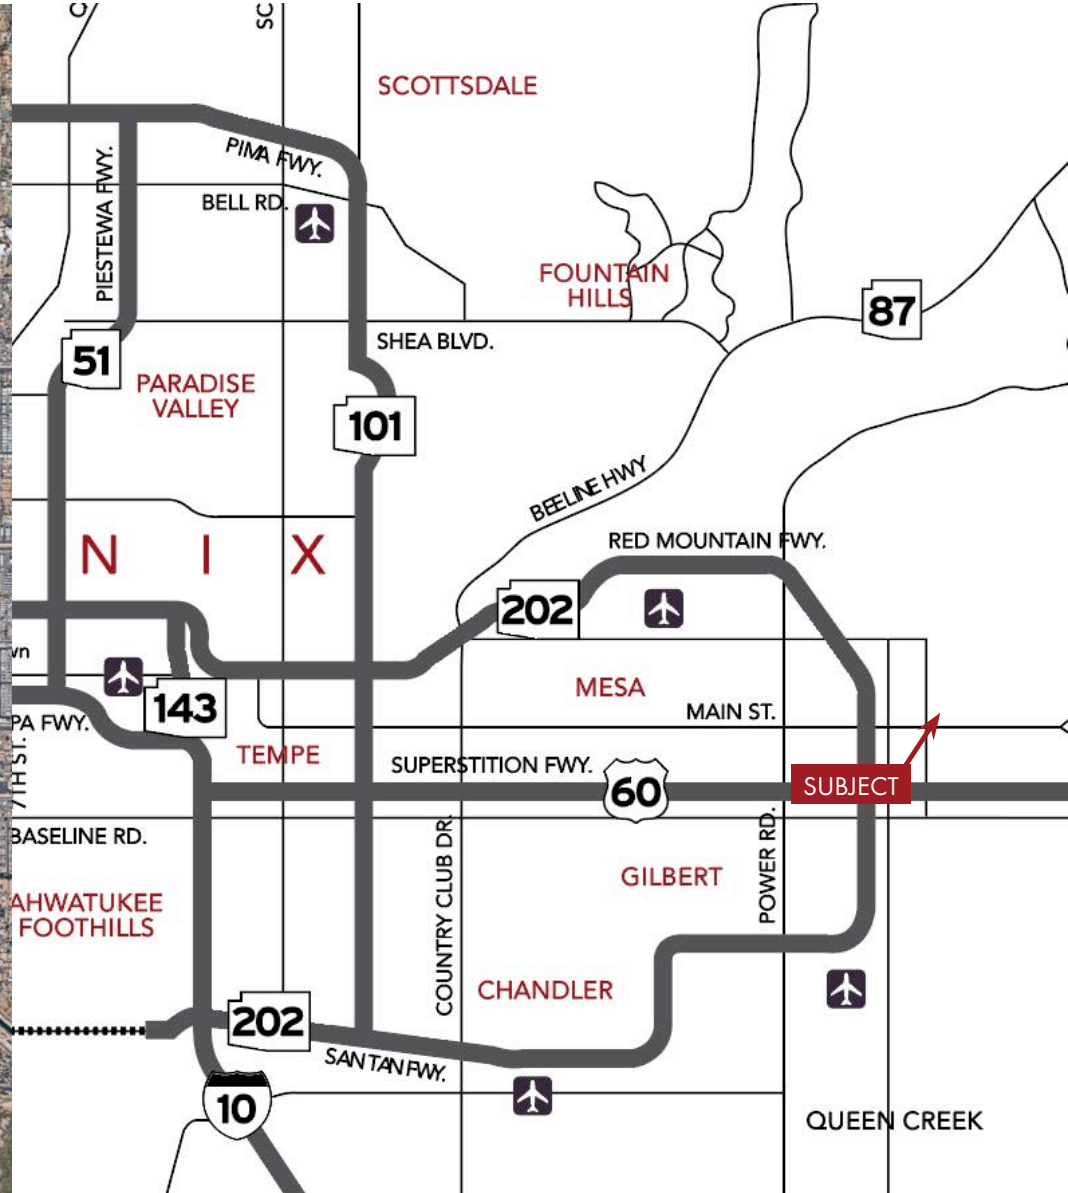 SCOTTSDALE
PIMA FWY.
PIESTEWA FWY.
BELL RD.
FOUNTAIN
HILLS
87
SHEA BLVD.
51
PARADISE
VALLEY
101
BEELINE HWY
N I X
RED MOUNTAIN FWY.
202
MESA
143
MAIN ST.
PA FWY.
7TH ST.
TEMPE
SUPERSTITION FWY.
60
SUBJECT
BASELINE RD.
COUNTRY CLUB DR.
POWER RD.
GILBERT
AHWATUKEE
FOOTHILLS
CHANDLER
202
SAN TAN FWY.
10
QUEEN CREEK